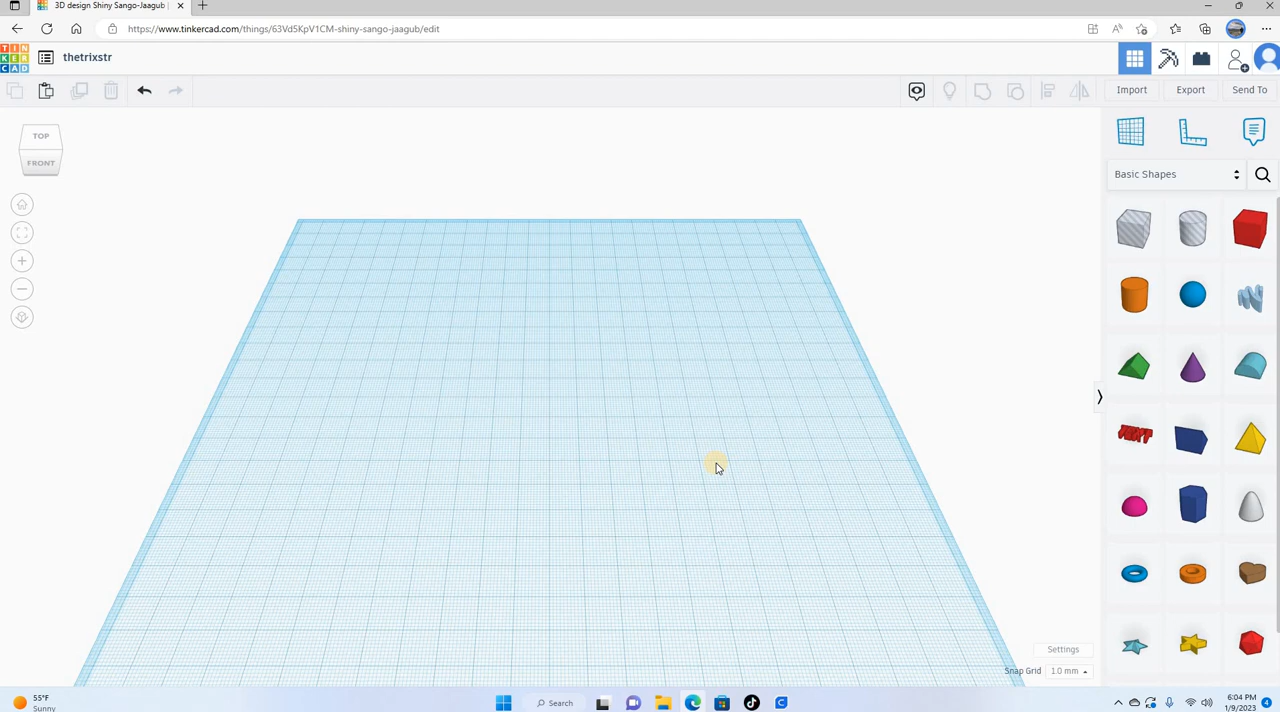 3D design Shiny Sango-Jaagub |
https://www.tinkercad.com/things/63Vd5KpV1CM-shiny-sango-jaagub/edit
TIN
KER
CAD
thetrixstr
Import
Export
Send To
TOP
FRONT
Basic Shapes
TEXT
Settings
Snap Grid 1.0 mm
55°F
Sunny
Search
6:04 PM
1/9/2023
4